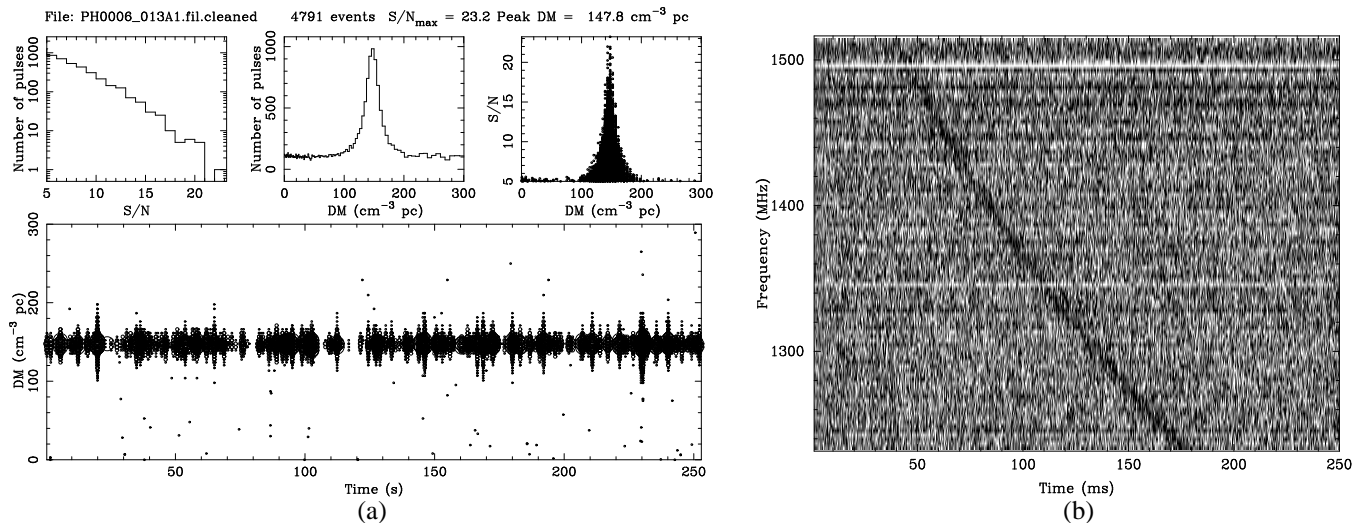 File: PH0006_013A1.fil.cleaned 4791 events S/Nmax = 23.2 Peak DM = 147.8 cm−3 pc
Number of pulses
1000
100
10
1
5 10 15 20
S/N
Number of pulses
1000
500
0
0 100 200 300
DM (cm−3 pc)
S/N
20
15
10
5
0 100 200 300
DM (cm−3 pc)
DM (cm−3 pc)
300
200
100
0
50 100 150 200 250
Time (s)
(a)
Frequency (MHz)
1500
1400
1300
50 100 150 200 250
Time (ms)
(b)